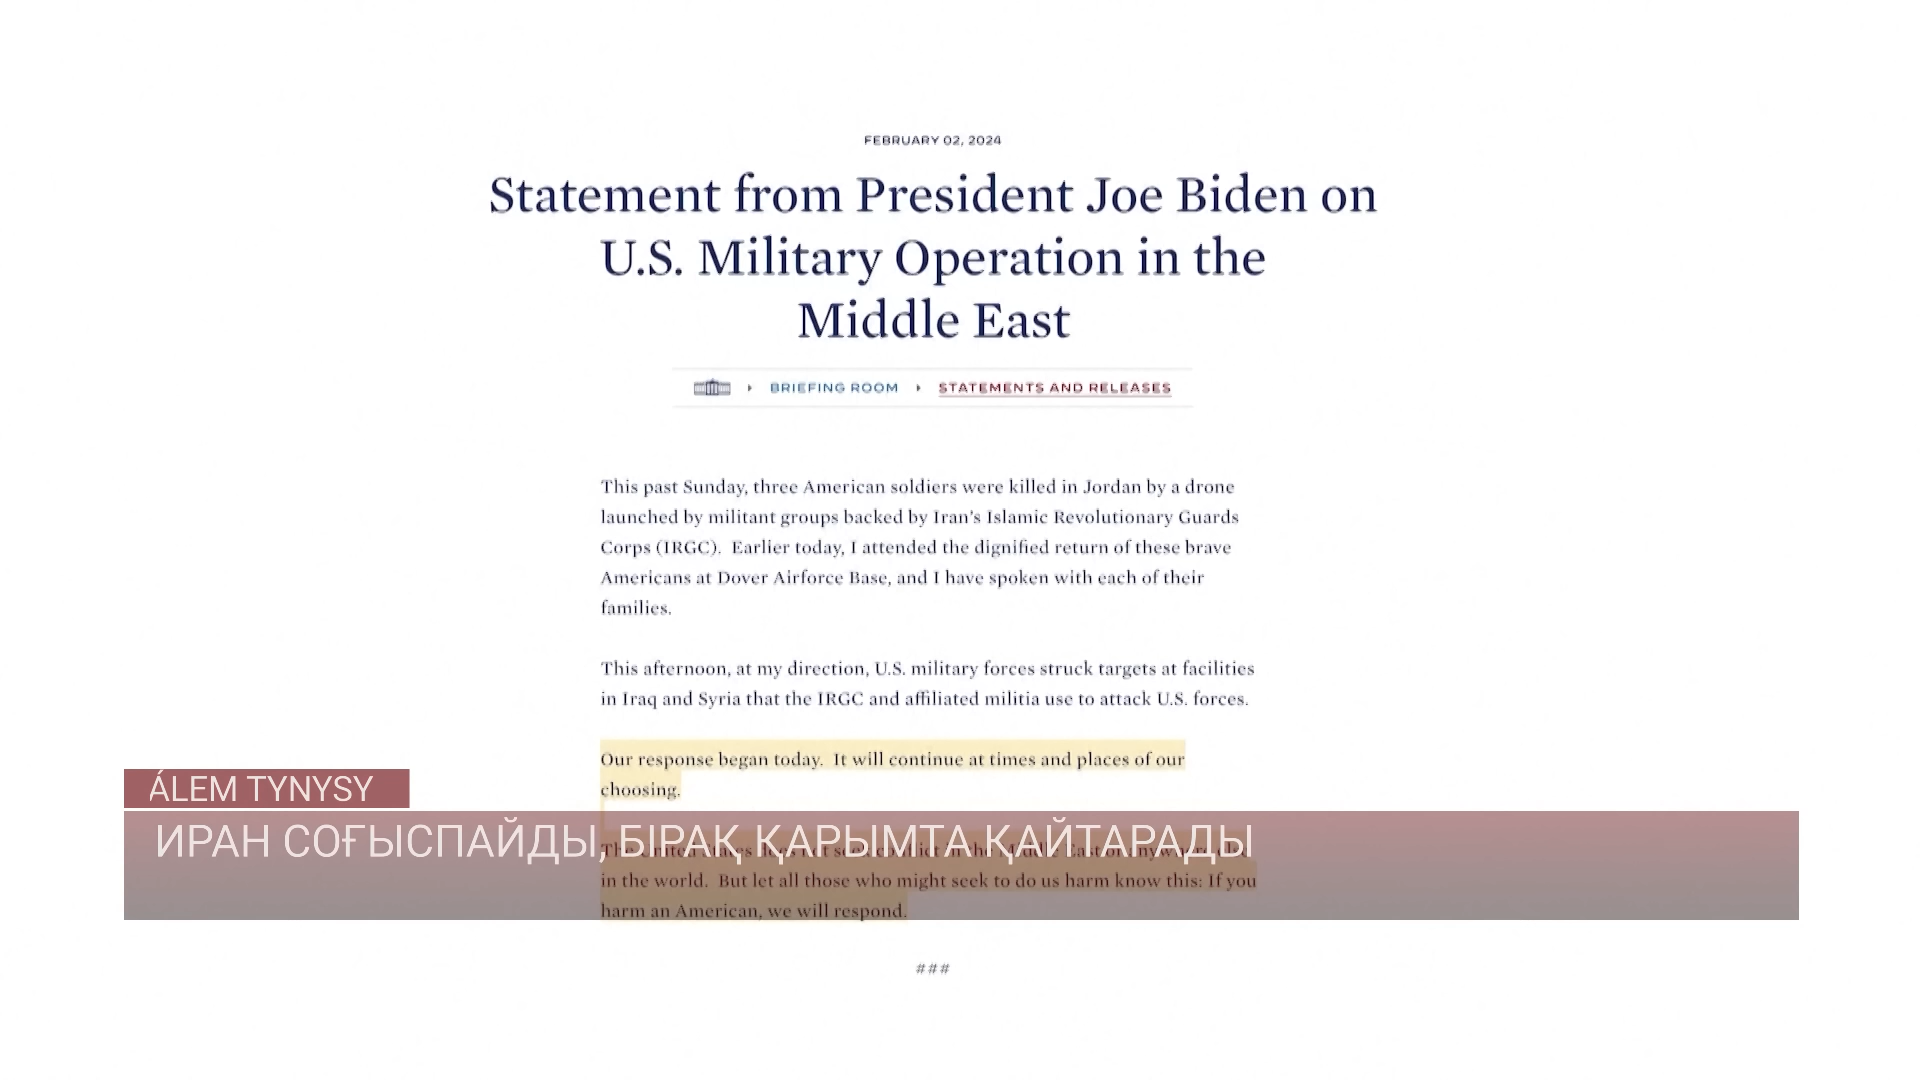 FEBRUARY 02, 2024
Statement from President Joe Biden on
U.S. Military Operation in the
Middle East
BRIEFING ROOM
STATEMENTS AND RELEASES
This past Sunday, three American soldiers were killed in Jordan by a drone
launched by militant groups backed by Iran's Islamic Revolutionary Guards
Corps (IRGC).  Earlier today, I attended the dignified return of these brave
Americans at Dover Airforce Base, and I have spoken with each of their
families.
This afternoon, at my direction, U.S. military forces struck targets at facilities
in Iraq and Syria that the IRGC and affiliated militia use to attack U.S. forces.
Our response began today.  It will continue at times and places of our
choosing.
ÁLEM TYNYSY
ИРАН СОҒЫСПАЙДЫ, БІРАҚ ҚАРЫМТА ҚАЙТАРАДЫ
The United States
in the world.  But let all those who might seek to do us harm know this: If you
harm an American, we will respond.
###